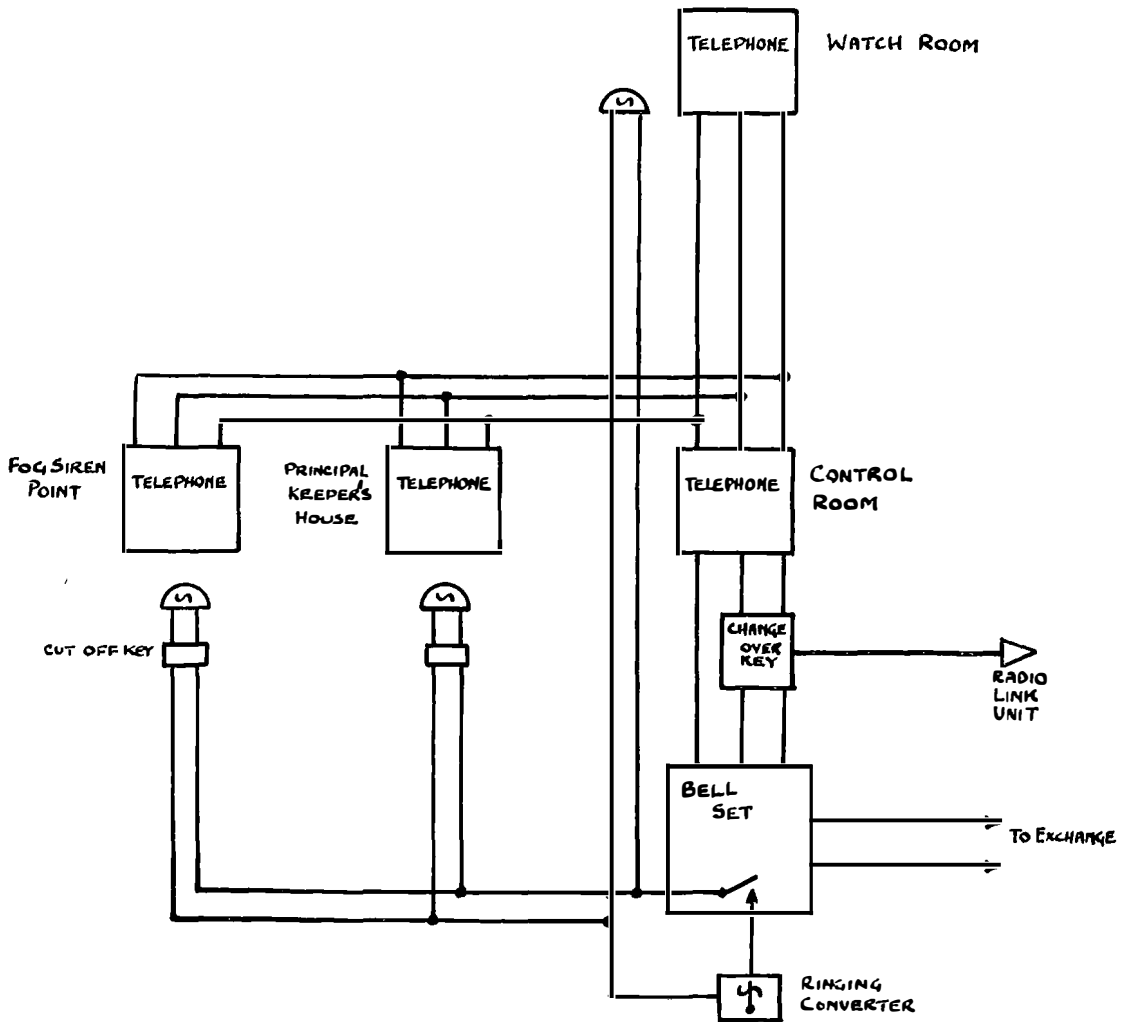 TELEPHONE
WATCH ROOM
FOG SIREN
POINT
TELEPHONE
PRINCIPAL
KEEPER'S
HOUSE
TELEPHONE
TELEPHONE
CONTROL
ROOM
CUT OFF KEY
CHANGE
OVER
KEY
RADIO
LINK
UNIT
BELL
SET
TO EXCHANGE
RINGING
CONVERTER